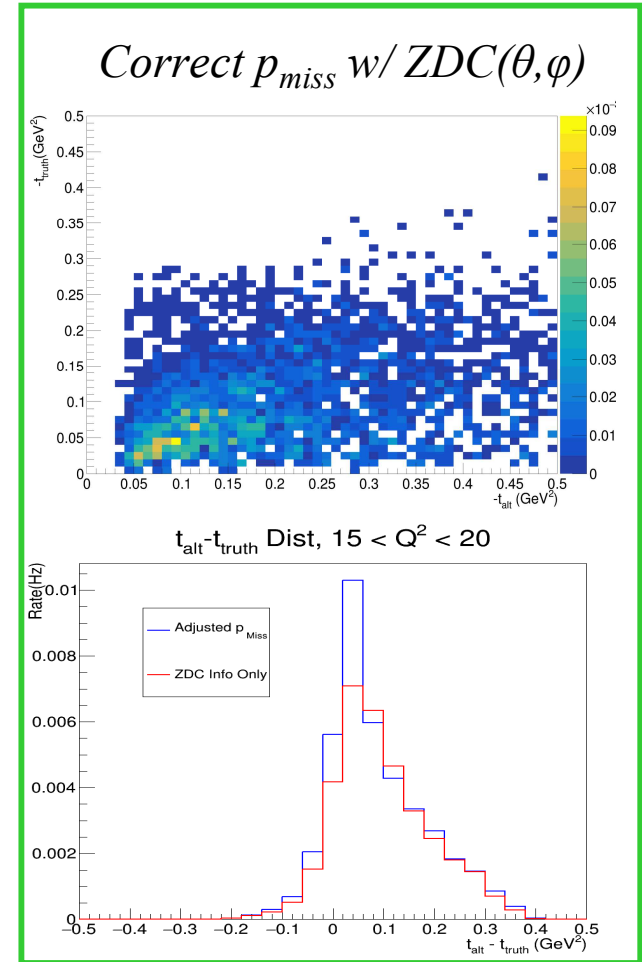 Correct p_miss w/ ZDC(θ,φ)
×10⁻
-t_truth(GeV²)
0.5
0.45
0.4
0.35
0.3
0.25
0.2
0.15
0.1
0.05
0
0 0.05 0.1 0.15 0.2 0.25 0.3 0.35 0.4 0.45 0.5
-t_alt (GeV²)
0.09
0.08
0.07
0.06
0.05
0.04
0.03
0.02
0.01
0
t_alt-t_truth Dist, 15 < Q² < 20
Rate(Hz)
0.01
0.008
0.006
0.004
0.002
0
Adjusted p_Miss
ZDC Info Only
−0.5 −0.4 −0.3 −0.2 −0.1 0 0.1 0.2 0.3 0.4 0.5
t_alt - t_truth (GeV²)